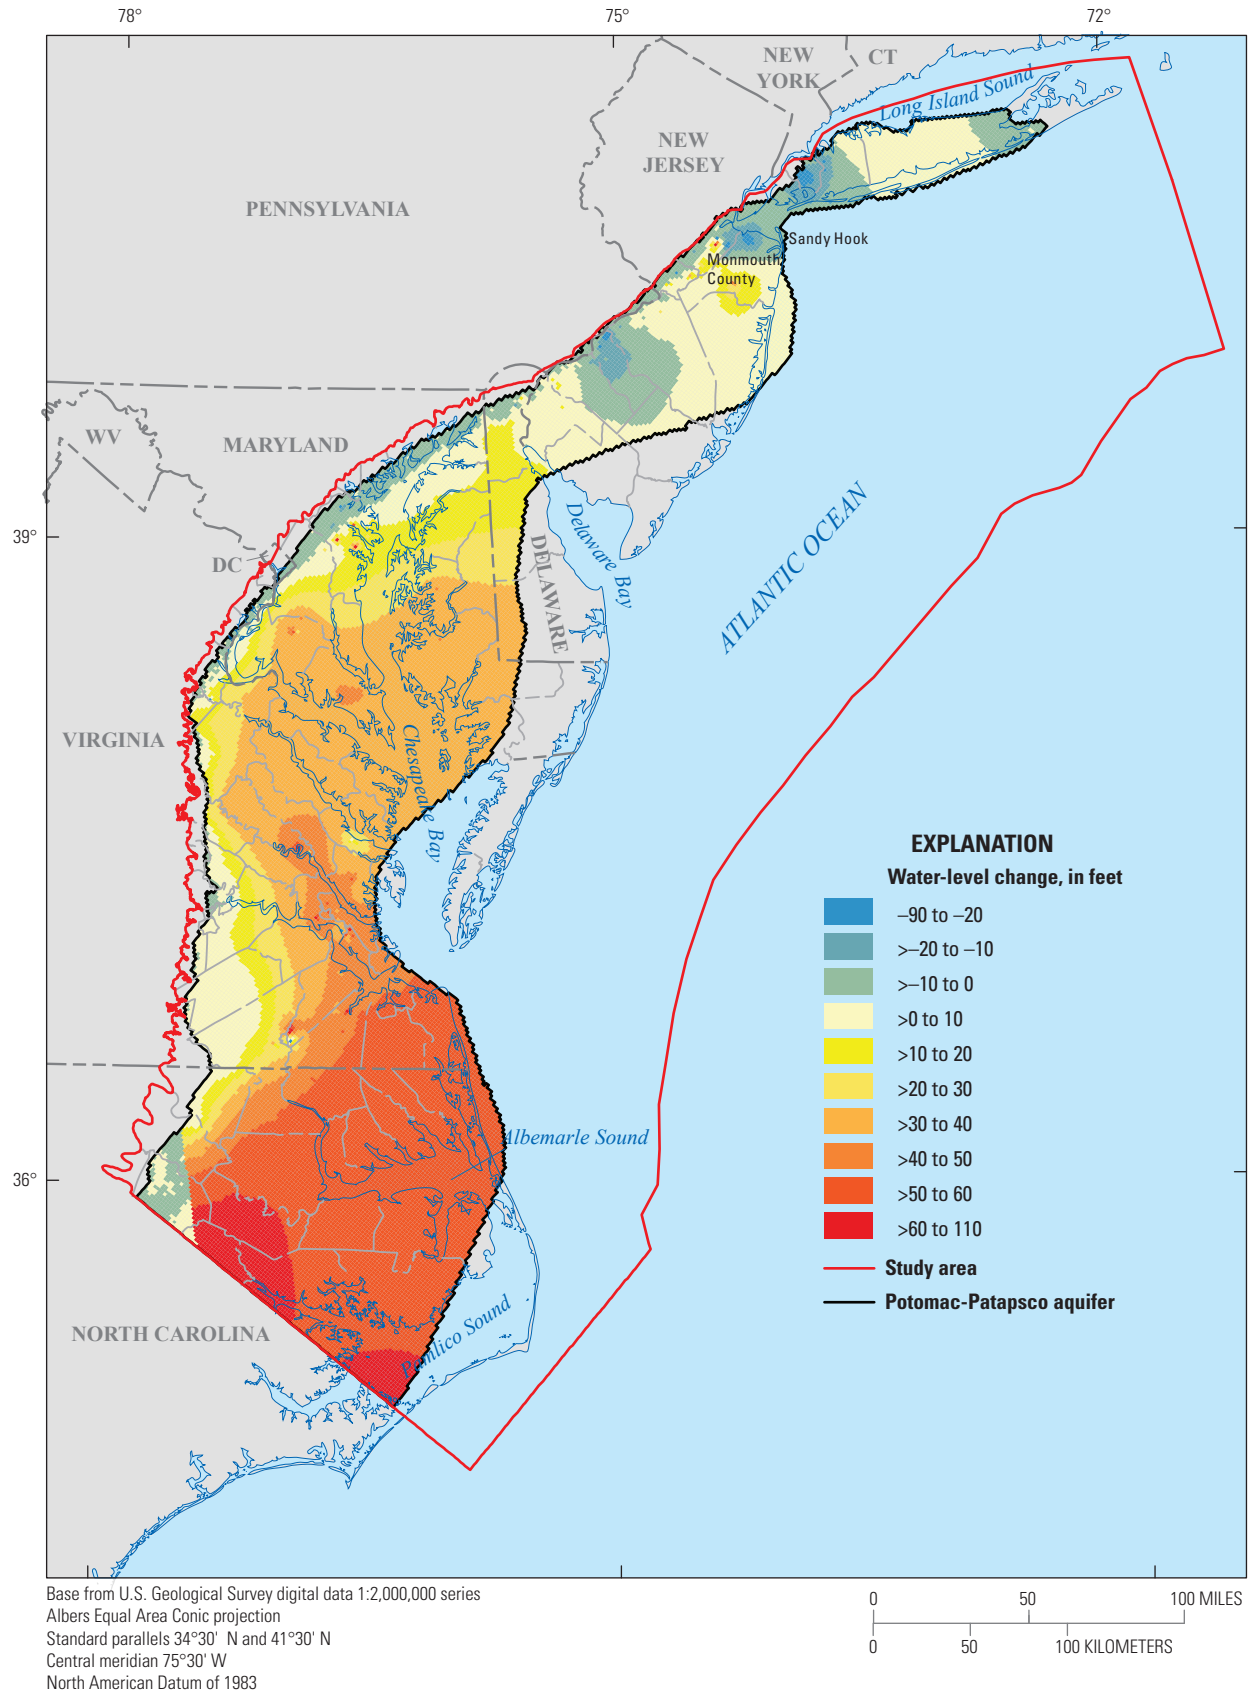 78°
75°
72°
NEW
YORK
CT
Long Island Sound
NEW
JERSEY
PENNSYLVANIA
Sandy Hook
Monmouth
County
WV
MARYLAND
39°
DC
DELAWARE
Delaware Bay
ATLANTIC OCEAN
VIRGINIA
Chesapeake Bay
EXPLANATION
Water-level change, in feet
–90 to –20
>–20 to –10
>–10 to 0
>0 to 10
>10 to 20
>20 to 30
>30 to 40
>40 to 50
>50 to 60
>60 to 110
Study area
Potomac-Patapsco aquifer
Albemarle Sound
36°
NORTH CAROLINA
Pamlico Sound
Base from U.S. Geological Survey digital data 1:2,000,000 series
Albers Equal Area Conic projection
Standard parallels 34°30' N and 41°30' N
Central meridian 75°30' W
North American Datum of 1983
0 50 100 MILES
0 50 100 KILOMETERS